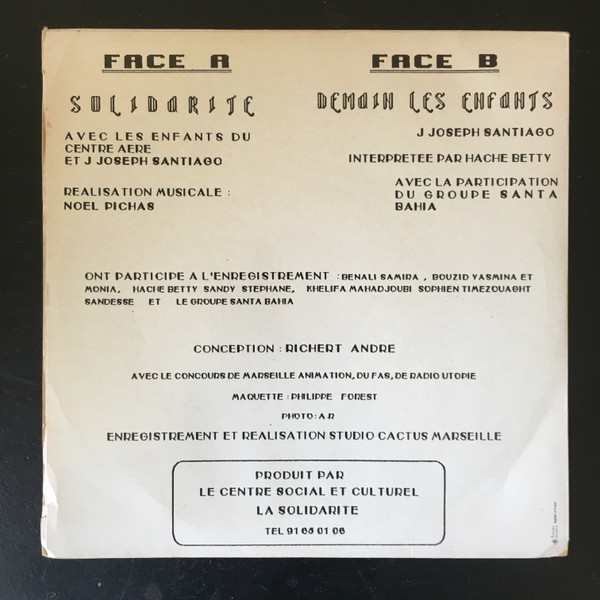 FACE A
SOLIDARITE
AVEC LES ENFANTS DU
CENTRE AERE
ET J JOSEPH SANTIAGO
REALISATION MUSICALE :
NOEL PICHAS
FACE B
DEMAIN LES ENFANTS
J JOSEPH SANTIAGO
INTERPRETEE PAR HACHE BETTY
AVEC LA PARTICIPATION
DU GROUPE SANTA
BAHIA
ONT PARTICIPE A L'ENREGISTREMENT : BENALI SAMIRA , BOUZID YASMINA ET
MONIA, HACHE BETTY SANDY STEPHANE, KHELIFA MAHADJOUBI SOPHIEN TIMEZOUAGHT
SANDESSE ET LE GROUPE SANTA BAHIA
CONCEPTION : RICHERT ANDRE
AVEC LE CONCOURS DE MARSEILLE ANIMATION, DU FAS, DE RADIO UTOPIE
MAQUETTE : PHILIPPE FOREST
PHOTO : A R
ENREGISTREMENT ET REALISATION STUDIO CACTUS MARSEILLE
PRODUIT PAR
LE CENTRE SOCIAL ET CULTUREL
LA SOLIDARITE
TEL 91 65 01 06